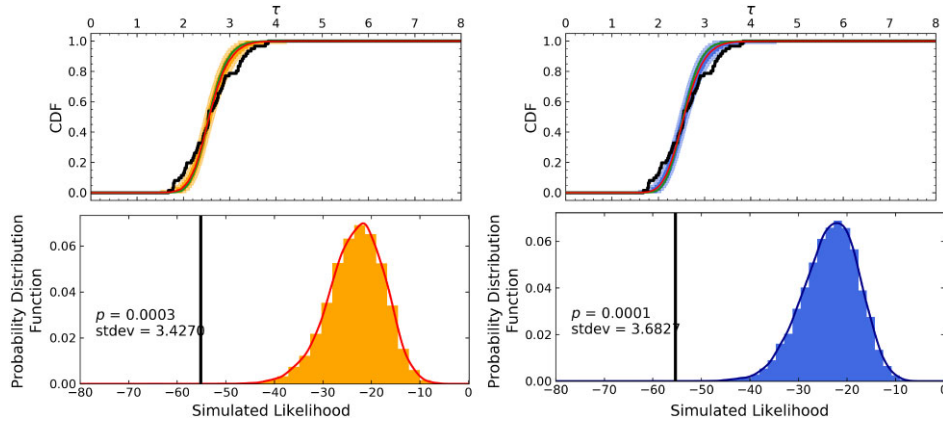 τ
0 1 2 3 4 5 6 7 8
1.0
0.8
0.6
0.4
0.2
0.0
CDF
0.06
0.04
0.02
0.00
Probability Distribution
Function
p = 0.0003
stdev = 3.4270
−80 −70 −60 −50 −40 −30 −20 −10 0
Simulated Likelihood
τ
0 1 2 3 4 5 6 7 8
1.0
0.8
0.6
0.4
0.2
0.0
CDF
0.06
0.04
0.02
0.00
Probability Distribution
Function
p = 0.0001
stdev = 3.6827
−80 −70 −60 −50 −40 −30 −20 −10 0
Simulated Likelihood